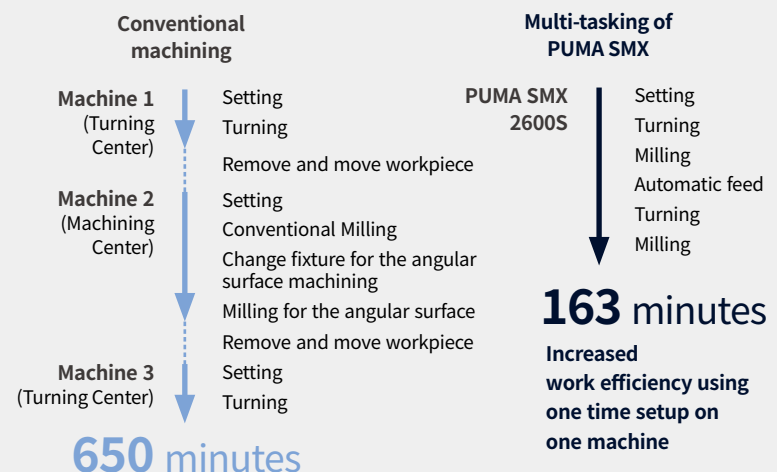 Conventional
machining
Machine 1
(Turning
Center)
Setting
Turning
Remove and move workpiece
Machine 2
(Machining
Center)
Setting
Conventional Milling
Change fixture for the angular
surface machining
Milling for the angular surface
Remove and move workpiece
Machine 3
(Turning Center)
Setting
Turning
650 minutes
Multi-tasking of
PUMA SMX
PUMA SMX
2600S
Setting
Turning
Milling
Automatic feed
Turning
Milling
163 minutes
Increased
work efficiency using
one time setup on
one machine